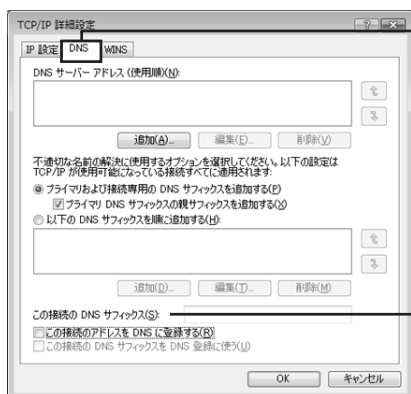 TCP/IP 詳細設定
IP 設定 DNS WINS
DNS サーバー アドレス (使用順)(N):
追加(A)... 編集(E)... 削除(V)
不適切な名前の解決に使用するオプションを選択してください。以下の設定は
TCP/IP が使用可能になっている接続すべてに適用されます:
プライマリおよび接続専用の DNS サフィックスを追加する(P)
プライマリ DNS サフィックスの親サフィックスを追加する(X)
以下の DNS サフィックスを順に追加する(H):
追加(D)... 編集(T)... 削除(M)
この接続の DNS サフィックス(S):
この接続のアドレスを DNS に登録する(R)
この接続の DNS サフィックスを DNS 登録に使う(U)
OK キャンセル